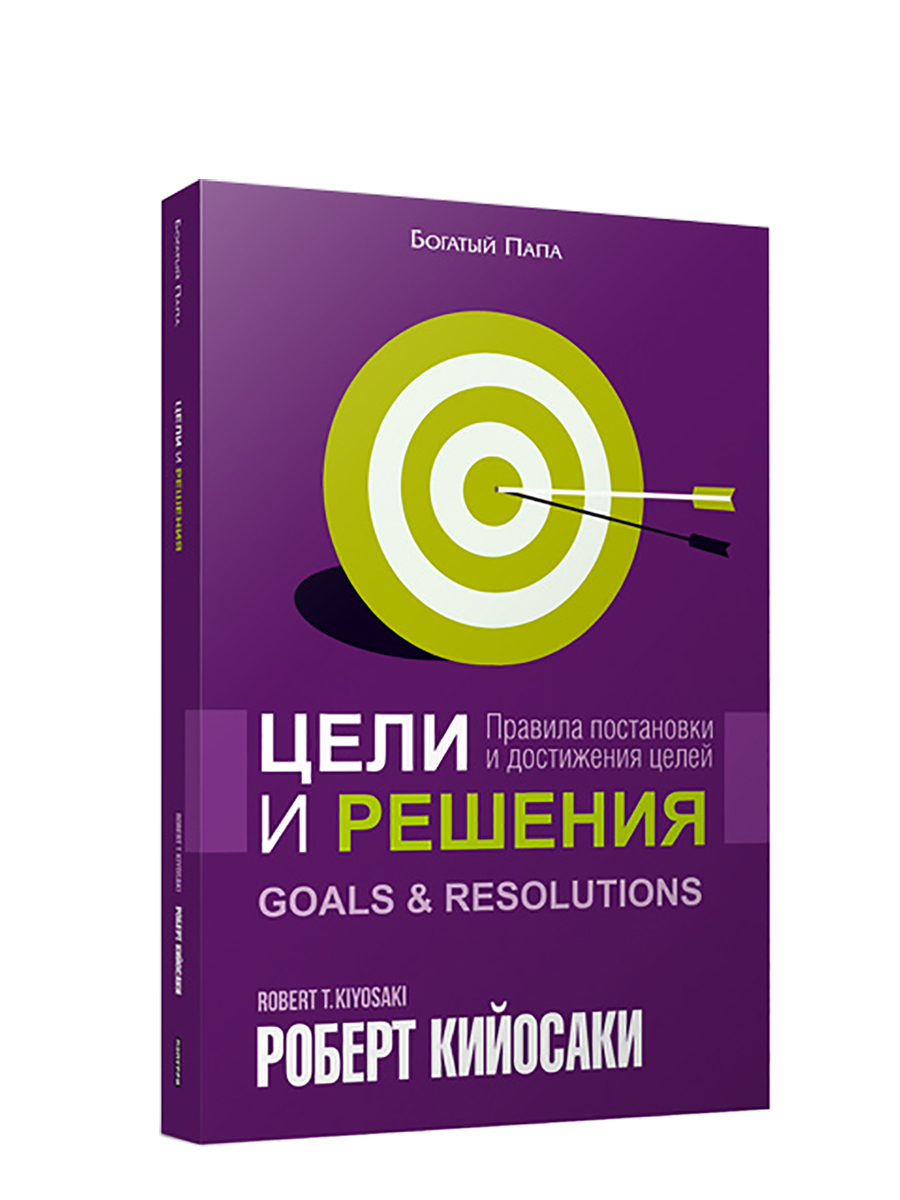 Богатый Папа
ЦЕЛИ
Правила постановки
и достижения целей
И РЕШЕНИЯ
GOALS & RESOLUTIONS
ROBERT T. KIYOSAKI
РОБЕРТ КИЙОСАКИ
Богатый Папа
ЦЕЛИ И РЕШЕНИЯ
ROBERT T. KIYOSAKI
РОБЕРТ КИЙОСАКИ